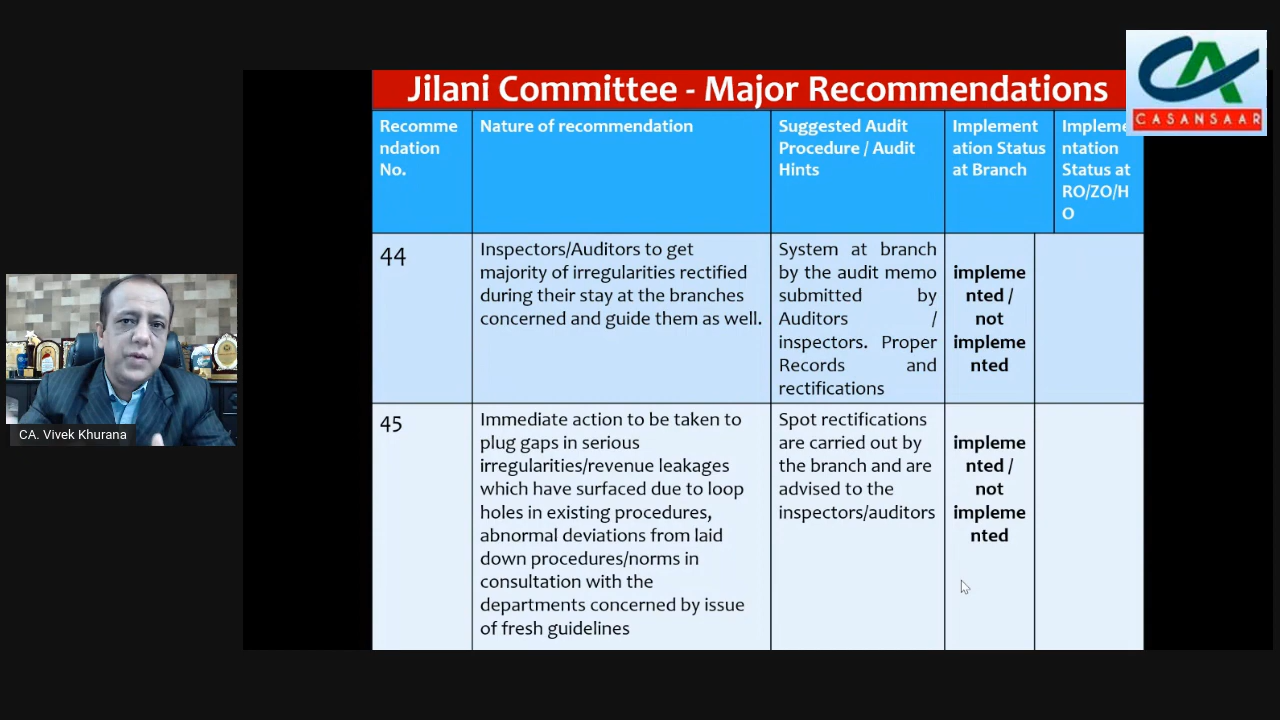 Jilani Committee - Major Recommendations
CASANSAAR
Recomme
ndation
No.
Nature of recommendation
Suggested Audit
Procedure / Audit
Hints
Implement
ation Status
at Branch
Impleme
ntation
Status at
RO/ZO/H
O
44
Inspectors/Auditors to get
majority of irregularities rectified
during their stay at the branches
concerned and guide them as well.
System at branch
by the audit memo
submitted by
Auditors /
inspectors. Proper
Records and
rectifications
impleme
nted /
not
impleme
nted
45
Immediate action to be taken to
plug gaps in serious
irregularities/revenue leakages
which have surfaced due to loop
holes in existing procedures,
abnormal deviations from laid
down procedures/norms in
consultation with the
departments concerned by issue
of fresh guidelines
Spot rectifications
are carried out by
the branch and are
advised to the
inspectors/auditors
impleme
nted /
not
impleme
nted
CA. Vivek Khurana